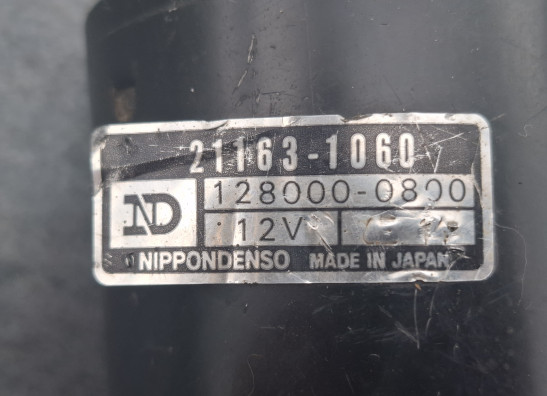 21163-1060
128000-0800
ND
12V
NIPPONDENSO MADE IN JAPAN